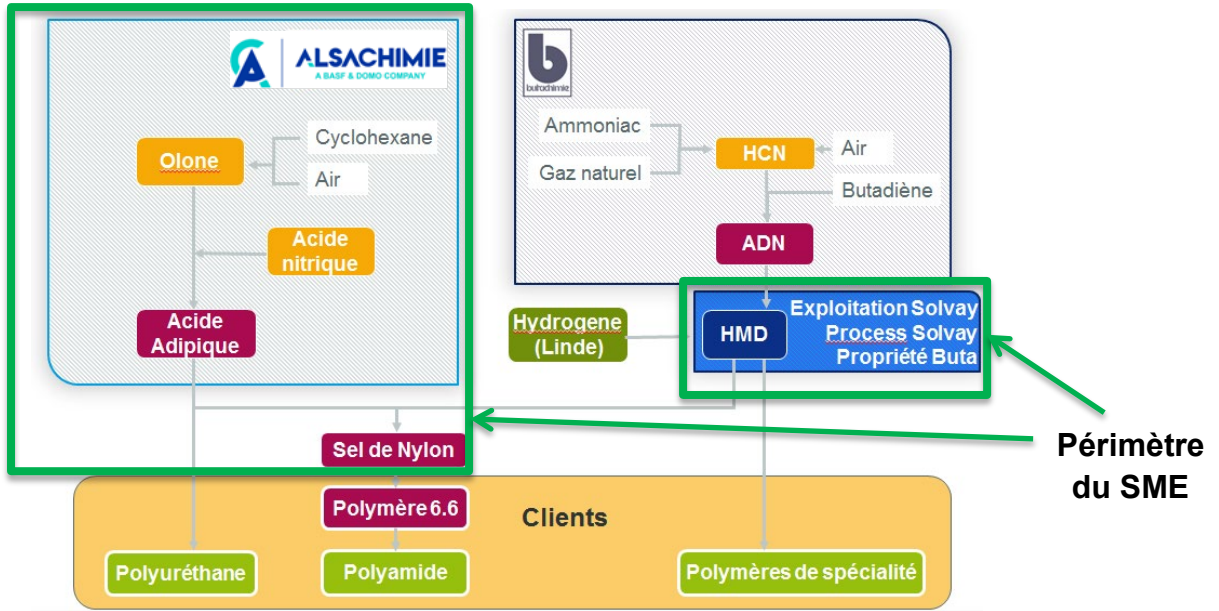 ALSACHIMIE
A BASF & DOMO COMPANY
Cyclohexane
Olone
Air
Acide
nitrique
Acide
Adipique
butachimie
Ammoniac
Gaz naturel
HCN
Air
Butadiène
ADN
Hydrogene
(Linde)
HMD
Exploitation Solvay
Process Solvay
Propriété Buta
Sel de Nylon
Périmètre
du SME
Polymère 6.6
Clients
Polyuréthane
Polyamide
Polymères de spécialité